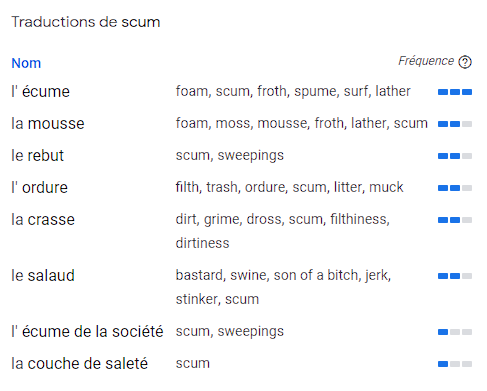 Traductions de scum
Nom Fréquence
l' écume foam, scum, froth, spume, surf, lather
la mousse foam, moss, mousse, froth, lather, scum
le rebut scum, sweepings
l' ordure filth, trash, ordure, scum, litter, muck
la crasse dirt, grime, dross, scum, filthiness,
dirtiness
le salaud bastard, swine, son of a bitch, jerk,
stinker, scum
l' écume de la société scum, sweepings
la couche de saleté scum